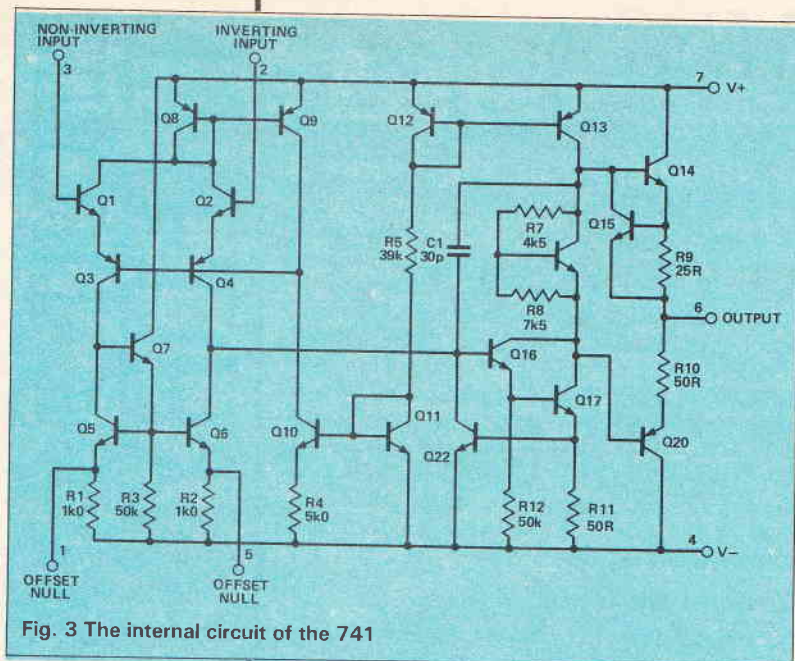 NON-INVERTING
INPUT
3
INVERTING
INPUT
2
7
V+
Q8
Q9
Q12
Q13
Q14
Q1
Q2
Q15
R7
4k5
R5
39k
C1
30p
R9
25R
Q3
Q4
R8
7k5
6
OUTPUT
Q7
Q16
R10
50R
Q17
Q5
Q6
Q10
Q11
Q22
Q20
R1
1k0
R3
50k
R2
1k0
R4
5k0
R12
50k
R11
50R
1
5
4
V−
OFFSET
NULL
OFFSET
NULL
Fig. 3 The internal circuit of the 741